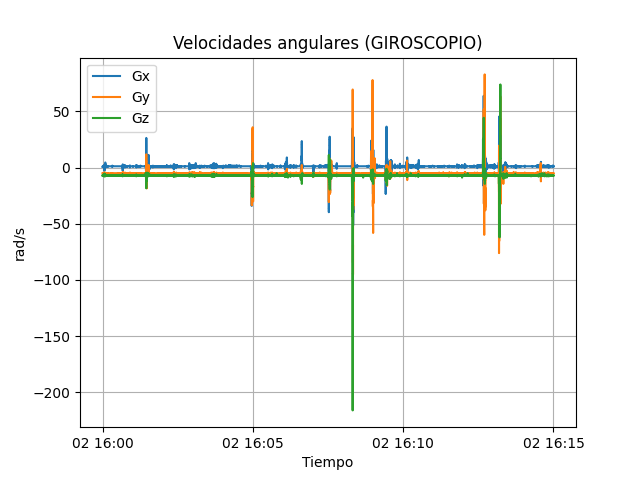 Velocidades angulares (GIROSCOPIO)
Gx
Gy
Gz
50
0
−50
−100
−150
−200
rad/s
02 16:00
02 16:05
02 16:10
02 16:15
Tiempo